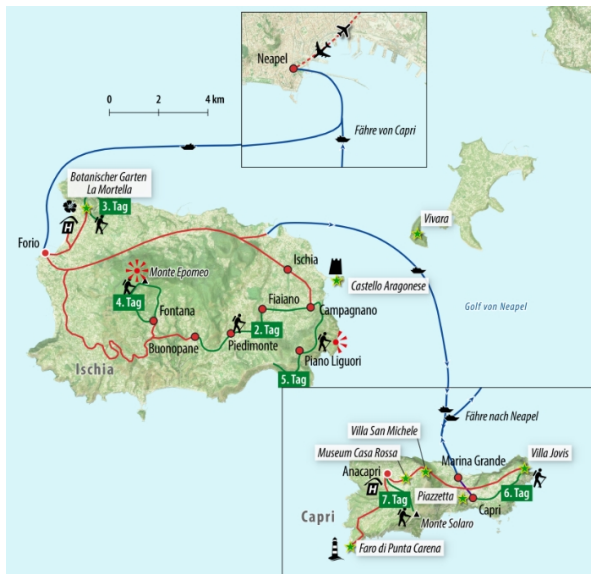 Neapel
0 2 4 km
Fähre von Capri
Botanischer Garten
La Mortella
3. Tag
H
Forio
Vivara
Ischia
Monte Epomeo
Castello Aragonese
4. Tag
Fontana
Fiaiano
Campagnano
Golf von Neapel
2. Tag
Buonopane
Piedimonte
Piano Liguori
Ischia
5. Tag
Fähre nach Neapel
Villa San Michele
Museum Casa Rossa
Marina Grande
Villa Jovis
Anacapri
H
Piazzetta
6. Tag
7. Tag
Capri
Capri
Monte Solaro
Faro di Punta Carena